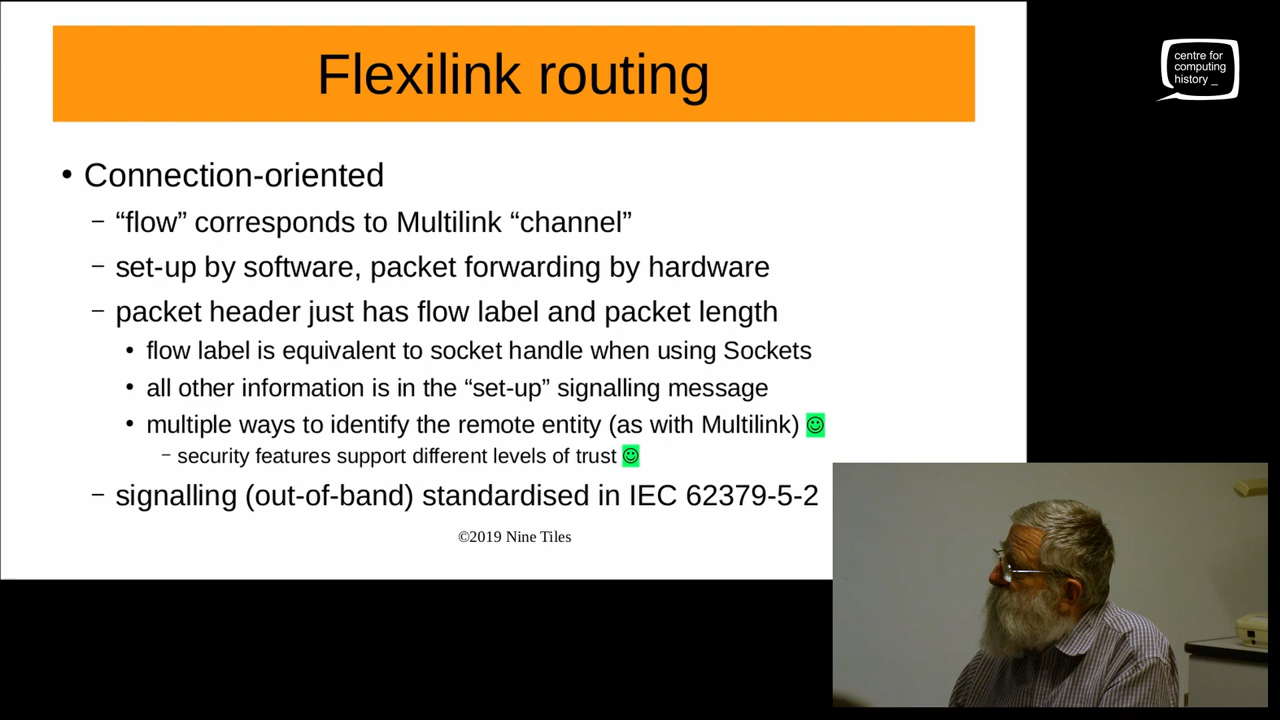 Flexilink routing
• Connection-oriented
– “flow” corresponds to Multilink “channel”
– set-up by software, packet forwarding by hardware
– packet header just has flow label and packet length
• flow label is equivalent to socket handle when using Sockets
• all other information is in the “set-up” signalling message
• multiple ways to identify the remote entity (as with Multilink) ☺
– security features support different levels of trust ☺
– signalling (out-of-band) standardised in IEC 62379-5-2
©2019 Nine Tiles
centre for
computing
history _